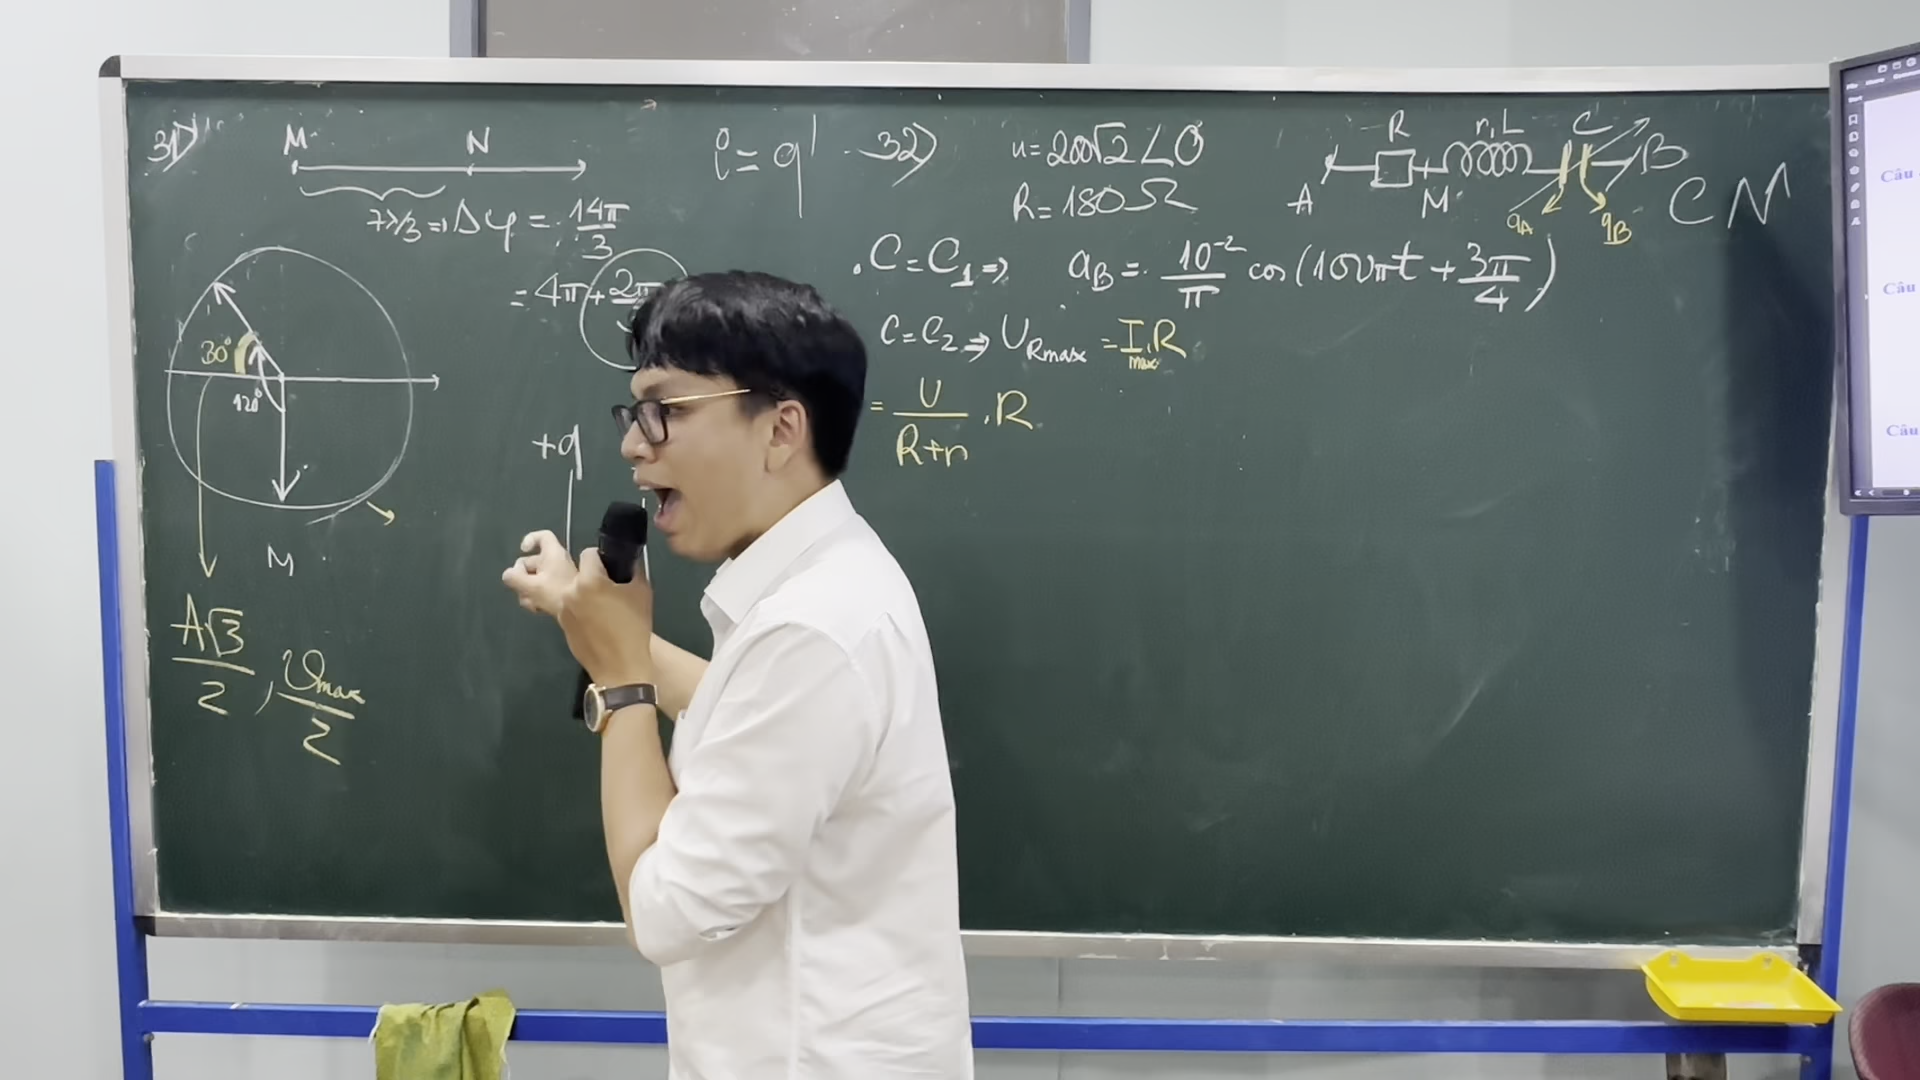 31)
M N
7λ/3 ⇒ Δφ = 14π/3
= 4π + 2π
30°
120°
M
A√3/2, Vmax/2
+q
i = q'
32)
u = 200√2 ∠0
R = 180Ω
R r, L C
A M B
qA qB
C M
. C = C1 ⇒ qB = 10^-2/π cos(100πt + 3π/4)
C = C2 ⇒ URmax = Imax.R
= U/(R+r) .R
Câu
Câu
Câu